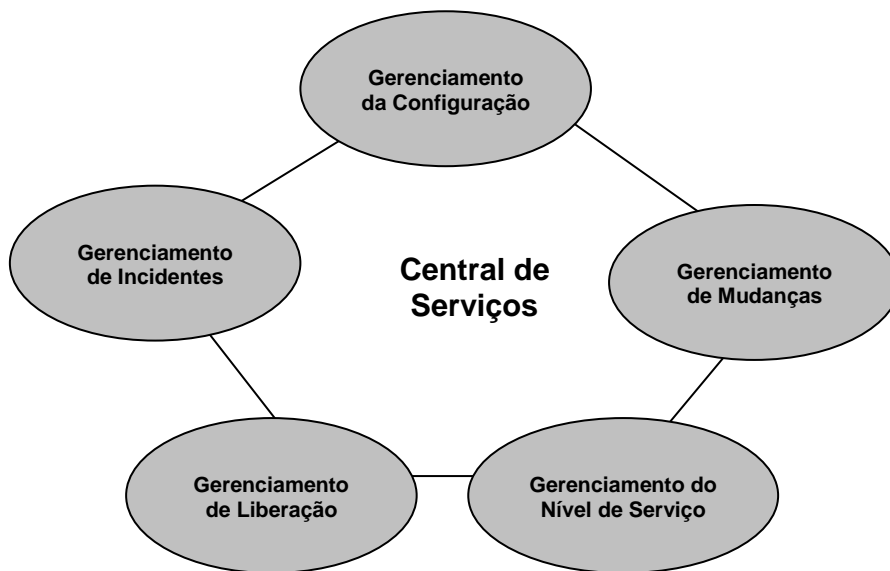 Gerenciamento
da Configuração
Gerenciamento
de Incidentes
Central de
Serviços
Gerenciamento
de Mudanças
Gerenciamento
de Liberação
Gerenciamento do
Nível de Serviço